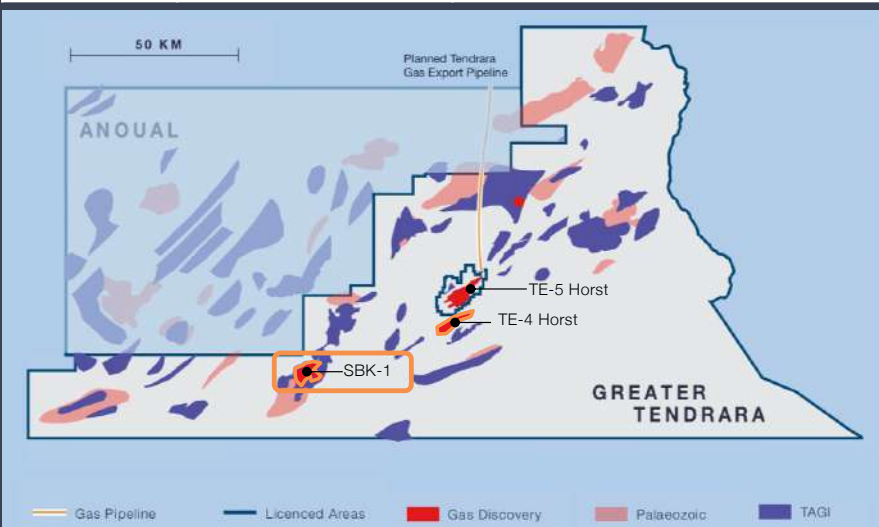 50 KM
Planned Tendrara
Gas Export Pipeline
ANOUAL
TE-5 Horst
TE-4 Horst
SBK-1
GREATER
TENDRARA
Gas Pipeline
Licenced Areas
Gas Discovery
Palaeozoic
TAGI